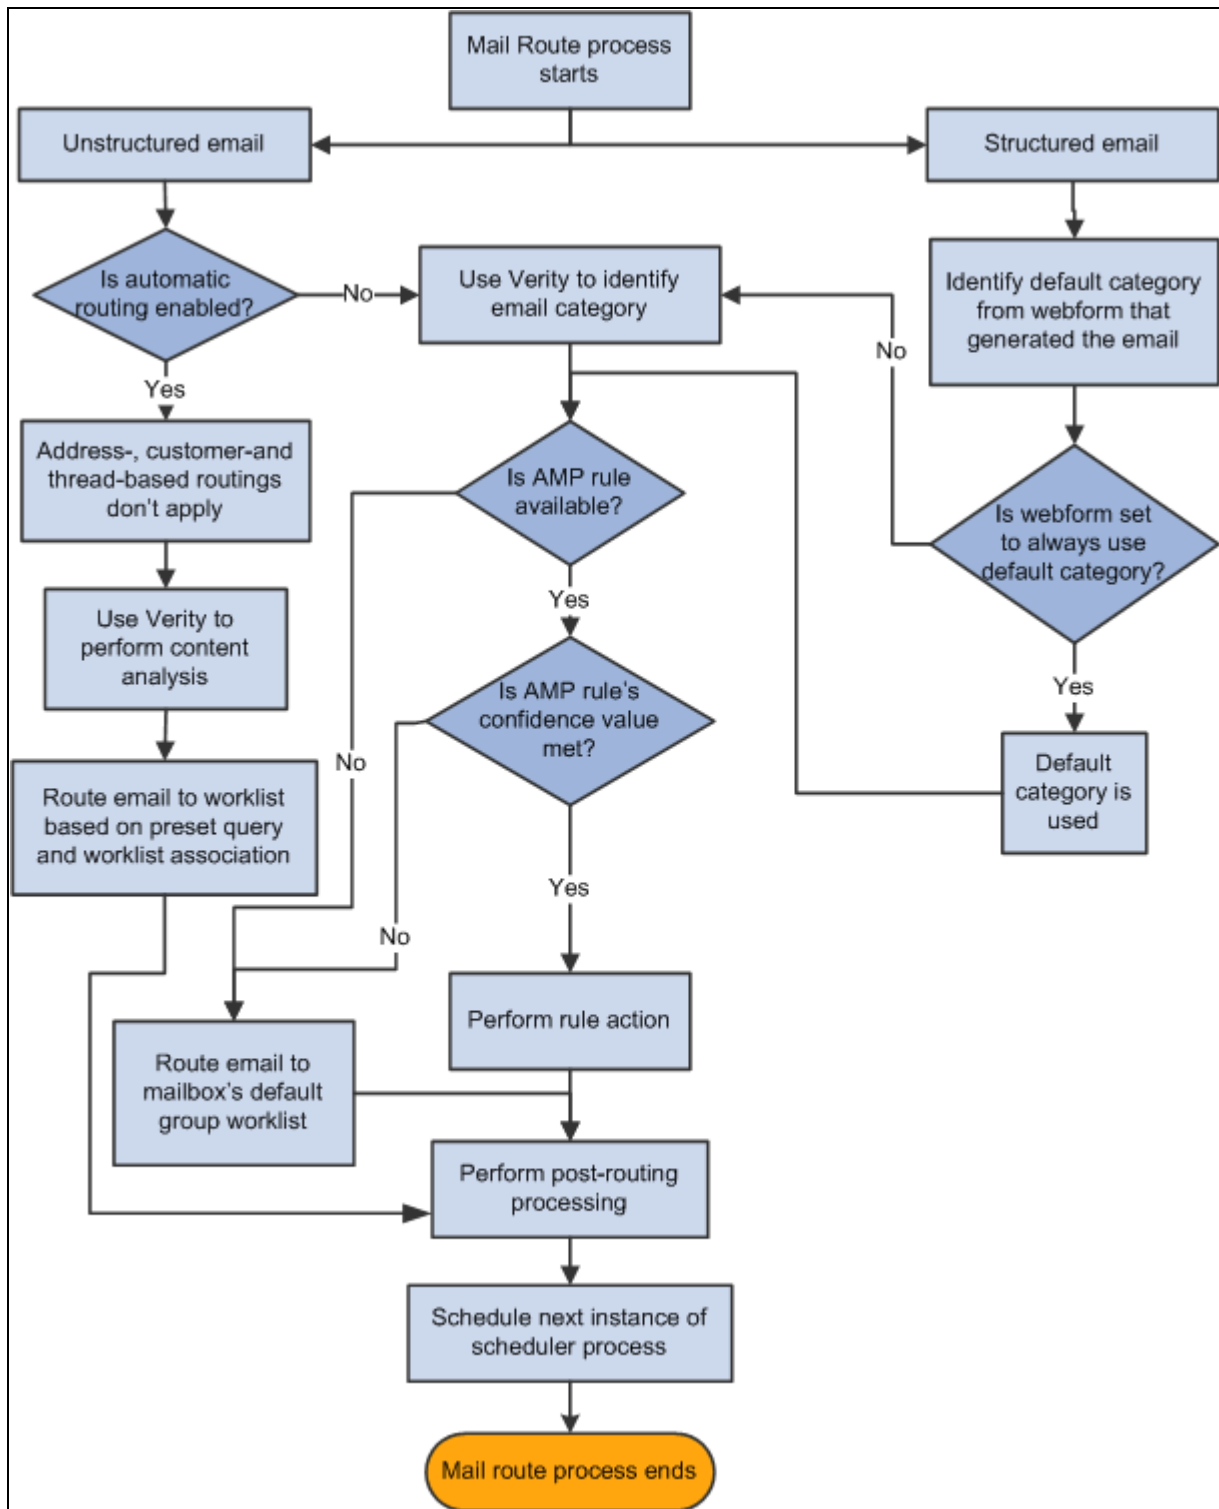 Mail Route process
starts
Unstructured email
Structured email
Is automatic
routing enabled?
No
Use Verity to identify
email category
Identify default category
from webform that
generated the email
No
Yes
Address-, customer-and
thread-based routings
don't apply
Is AMP rule
available?
Is webform set
to always use
default category?
Use Verity to
perform content
analysis
Yes
Is AMP rule's
confidence value
met?
Yes
No
Default
category is
used
Route email to worklist
based on preset query
and worklist association
Yes
No
Perform rule action
Route email to
mailbox's default
group worklist
Perform post-routing
processing
Schedule next instance of
scheduler process
Mail route process ends